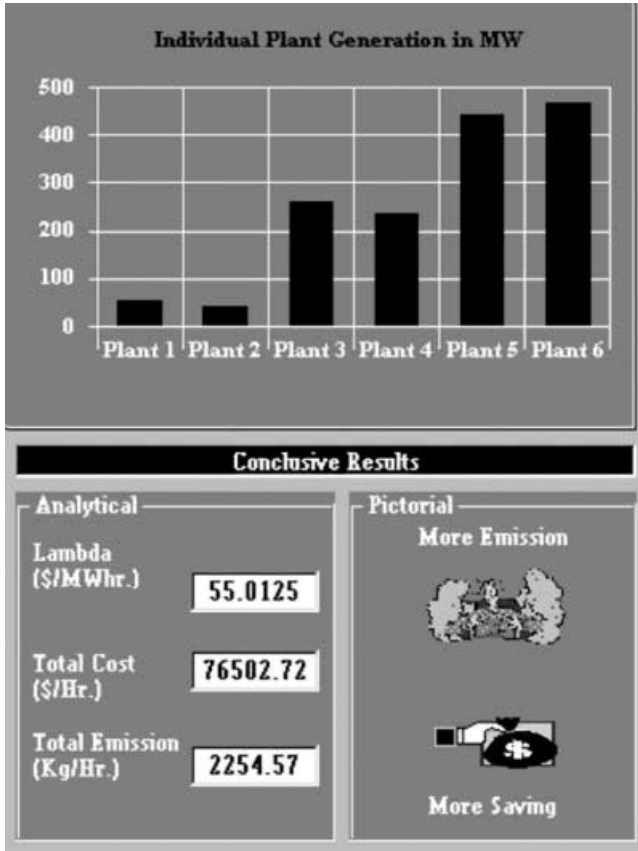 Individual Plant Generation in MW
500
400
300
200
100
0
Plant 1 Plant 2 Plant 3 Plant 4 Plant 5 Plant 6
Conclusive Results
Analytical
Lambda
($/MWhr.)
55.0125
Total Cost
($/Hr.)
76502.72
Total Emission
(Kg/Hr.)
2254.57
Pictorial
More Emission
$
More Saving